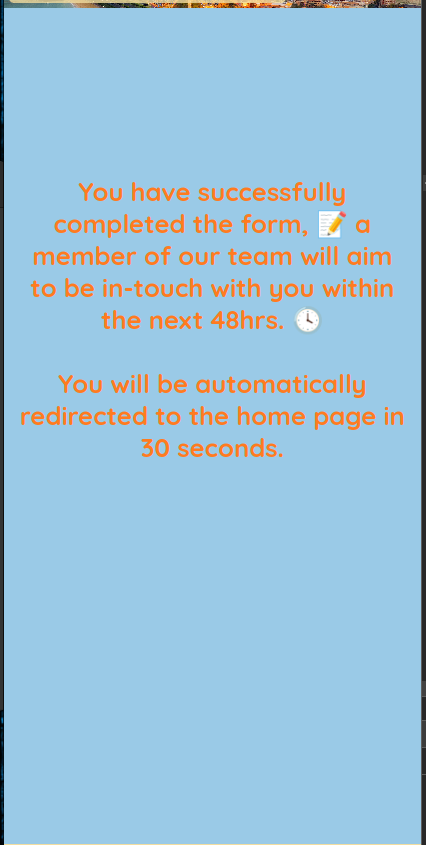 You have successfully
completed the form, 📝 a
member of our team will aim
to be in-touch with you within
the next 48hrs. 🕓
You will be automatically
redirected to the home page in
30 seconds.